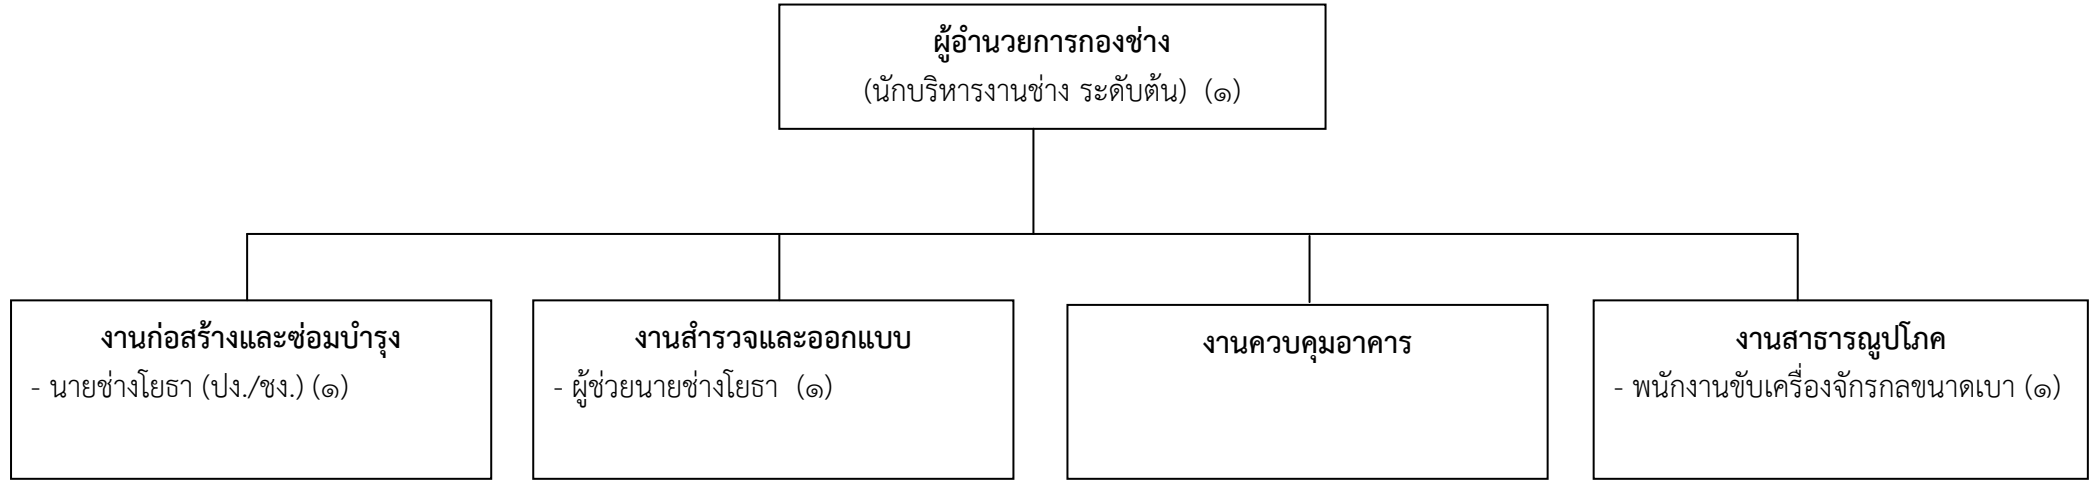 ผู้อำนวยการกองช่าง
(นักบริหารงานช่าง ระดับต้น) (๑)
งานก่อสร้างและซ่อมบำรุง
- นายช่างโยธา (ปง./ชง.) (๑)
งานสำรวจและออกแบบ
- ผู้ช่วยนายช่างโยธา (๑)
งานควบคุมอาคาร
งานสาธารณูปโภค
- พนักงานขับเครื่องจักรกลขนาดเบา (๑)